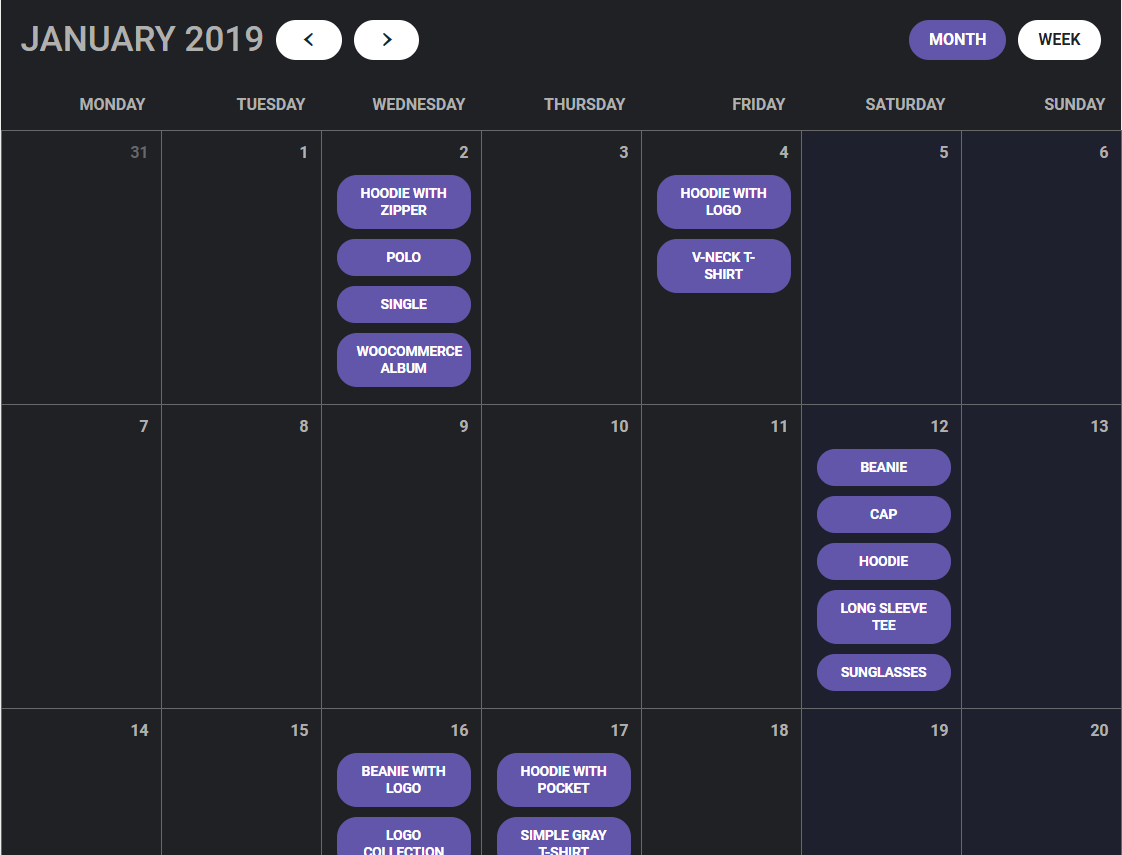 JANUARY 2019 < > MONTH WEEK
MONDAY TUESDAY WEDNESDAY THURSDAY FRIDAY SATURDAY SUNDAY
31 1 2 3 4 5 6
HOODIE WITH
ZIPPER
POLO
SINGLE
WOOCOMMERCE
ALBUM
HOODIE WITH
LOGO
V-NECK T-
SHIRT
7 8 9 10 11 12 13
BEANIE
CAP
HOODIE
LONG SLEEVE
TEE
SUNGLASSES
14 15 16 17 18 19 20
BEANIE WITH
LOGO
LOGO
COLLECTION
HOODIE WITH
POCKET
SIMPLE GRAY
T-SHIRT